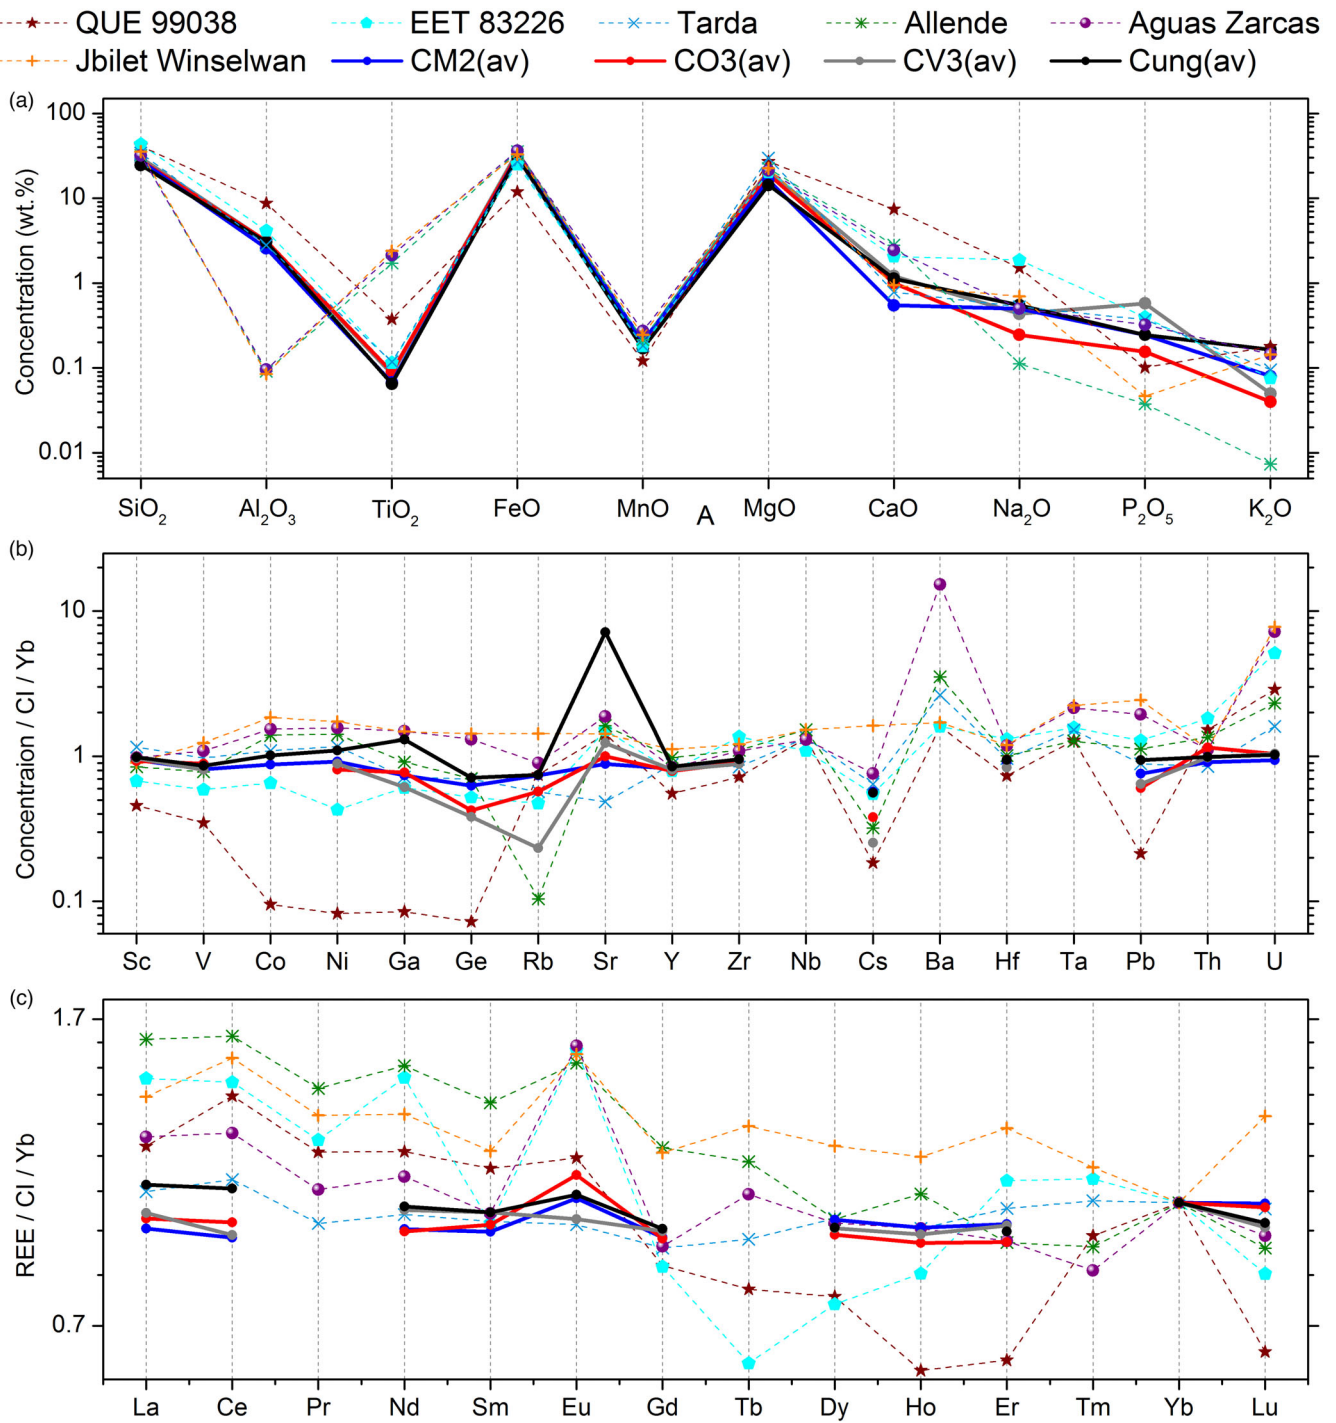 QUE 99038 EET 83226 Tarda Allende Aguas Zarcas
Jbilet Winselwan CM2(av) CO3(av) CV3(av) Cung(av)
(a)
Concentration (wt.%)
100
10
1
0.1
0.01
SiO₂ Al₂O₃ TiO₂ FeO MnO A MgO CaO Na₂O P₂O₅ K₂O
(b)
Concentraion / CI / Yb
10
1
0.1
Sc V Co Ni Ga Ge Rb Sr Y Zr Nb Cs Ba Hf Ta Pb Th U
(c)
REE / CI / Yb
1.7
0.7
La Ce Pr Nd Sm Eu Gd Tb Dy Ho Er Tm Yb Lu